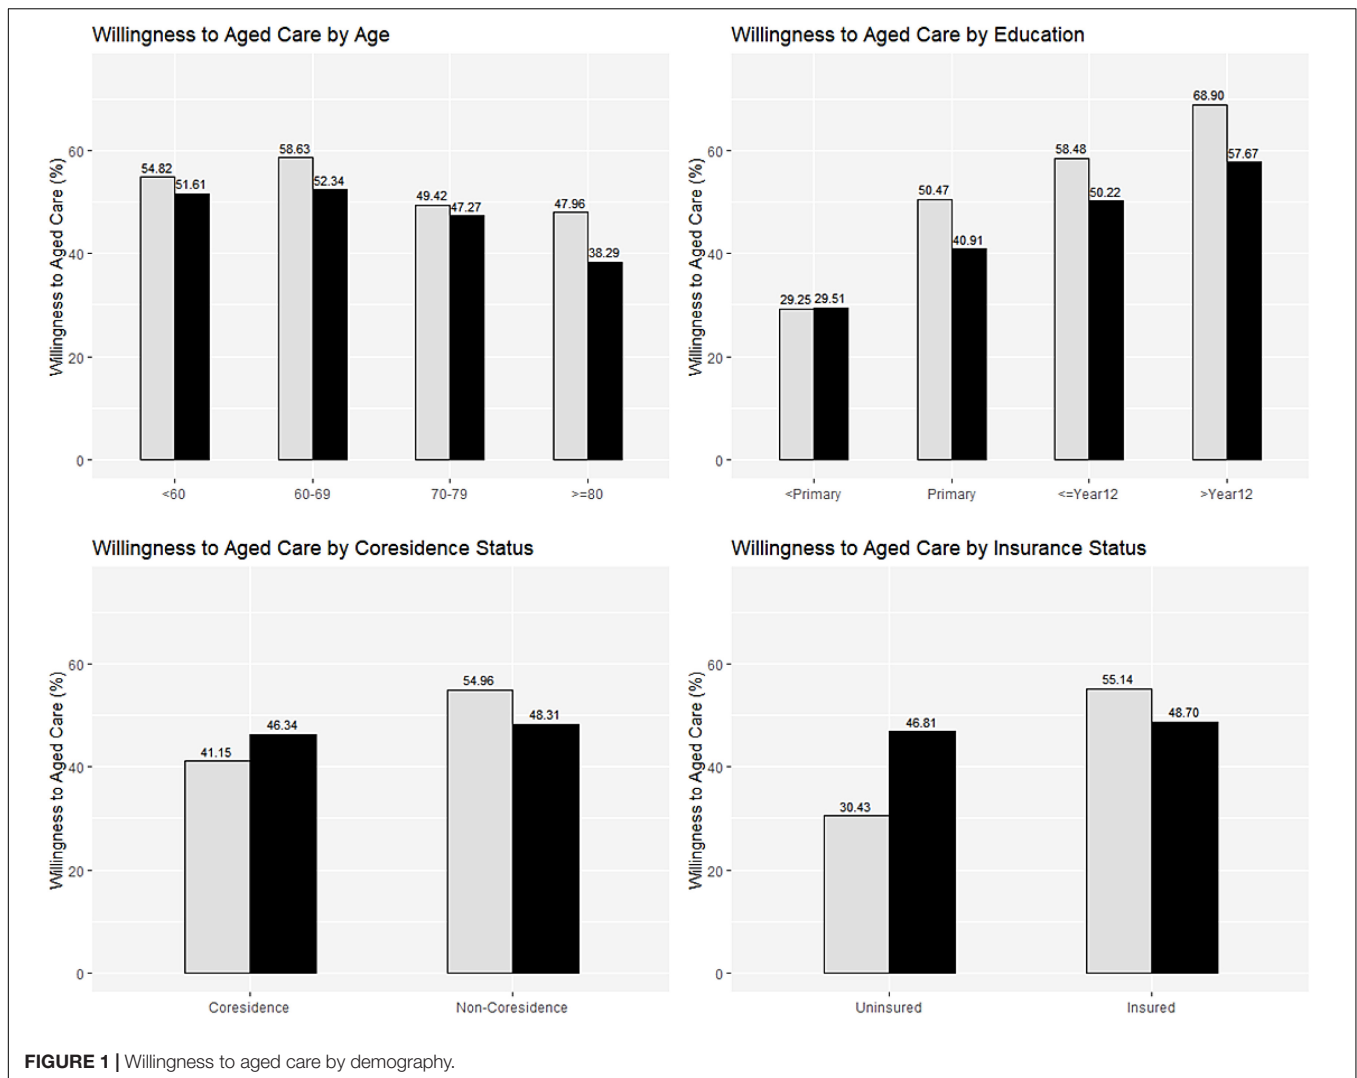 Willingness to Aged Care by Age
Willingness to Aged Care (%)
60
40
20
0
54.82
51.61
58.63
52.34
49.42
47.27
47.96
38.29
<60
60-69
70-79
>=80
Willingness to Aged Care by Education
Willingness to Aged Care (%)
60
40
20
0
29.25
29.51
50.47
40.91
58.48
50.22
68.90
57.67
<Primary
Primary
<=Year12
>Year12
Willingness to Aged Care by Coresidence Status
Willingness to Aged Care (%)
60
40
20
0
41.15
46.34
54.96
48.31
Coresidence
Non-Coresidence
Willingness to Aged Care by Insurance Status
Willingness to Aged Care (%)
60
40
20
0
30.43
46.81
55.14
48.70
Uninsured
Insured
FIGURE 1 | Willingness to aged care by demography.